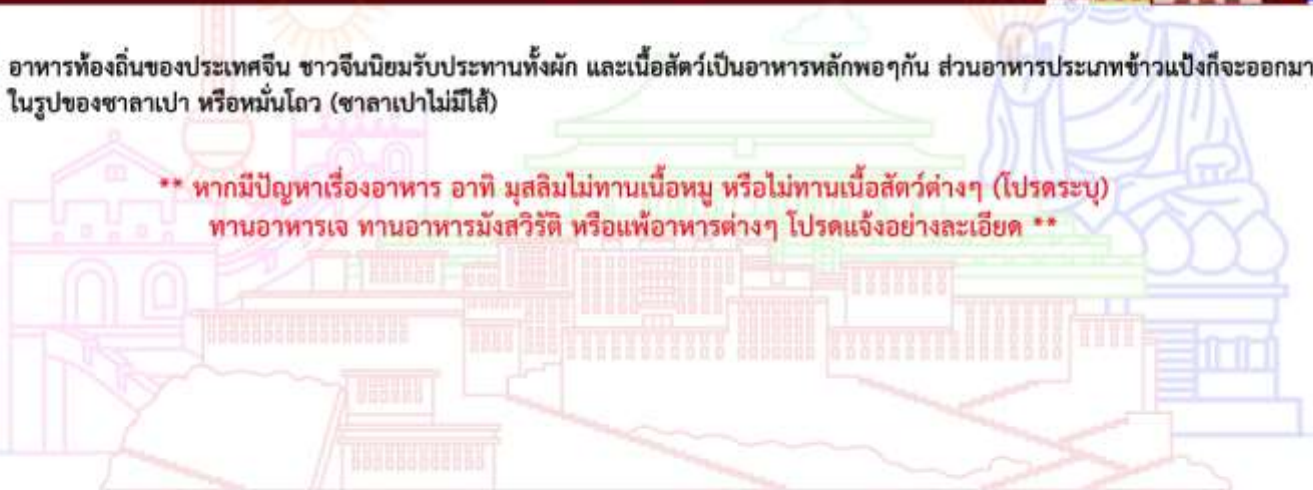 อาหารท้องถิ่นของประเทศจีน ชาวจีนนิยมรับประทานทั้งผัก และเนื้อสัตว์เป็นอาหารหลักพอๆกัน ส่วนอาหารประเภทข้าวแป้งก็จะออกมา
ในรูปของซาลาเปา หรือหมั่นโถว (ซาลาเปาไม่มีไส้)
** หากมีปัญหาเรื่องอาหาร อาทิ มุสลิมไม่ทานเนื้อหมู หรือไม่ทานเนื้อสัตว์ต่างๆ (โปรดระบุ)
ทานอาหารเจ ทานอาหารมังสวิรัติ หรือแพ้อาหารต่างๆ โปรดแจ้งอย่างละเอียด **